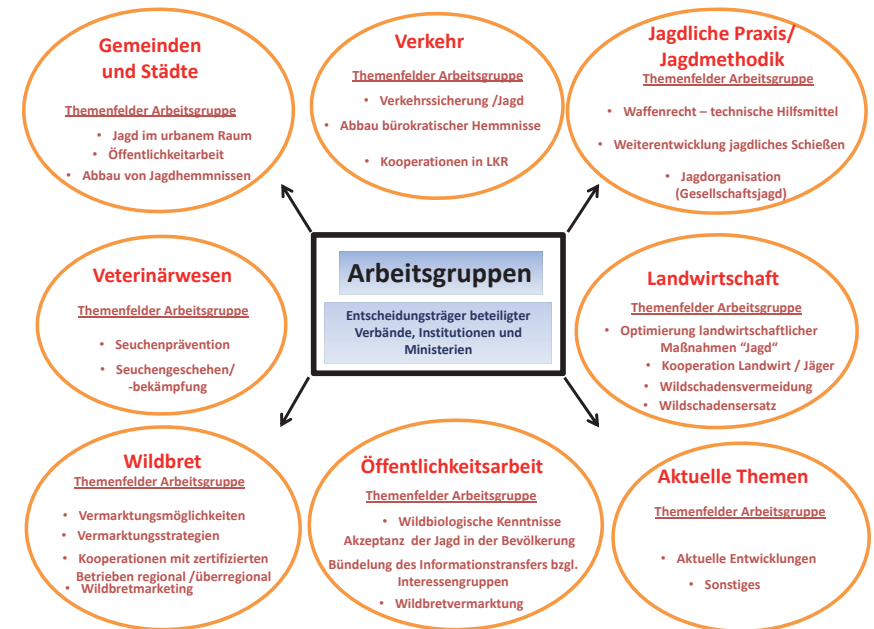 Gemeinden
und Städte
Themenfelder Arbeitsgruppe
• Jagd im urbanem Raum
• Öffentlichkeitarbeit
• Abbau von Jagdhemmnissen
Verkehr
Themenfelder Arbeitsgruppe
• Verkehrssicherung /Jagd
• Abbau bürokratischer Hemmnisse
• Kooperationen in LKR
Jagdliche Praxis/
Jagdmethodik
Themenfelder Arbeitsgruppe
• Waffenrecht – technische Hilfsmittel
• Weiterentwicklung jagdliches Schießen
• Jagdorganisation
(Gesellschaftsjagd)
Veterinärwesen
Themenfelder Arbeitsgruppe
• Seuchenprävention
• Seuchengeschehen/
-bekämpfung
Arbeitsgruppen
Entscheidungsträger beteiligter
Verbände, Institutionen und
Ministerien
Landwirtschaft
Themenfelder Arbeitsgruppe
• Optimierung landwirtschaftlicher
Maßnahmen "Jagd“
• Kooperation Landwirt / Jäger
• Wildschadensvermeidung
• Wildschadensersatz
Wildbret
Themenfelder Arbeitsgruppe
• Vermarktungsmöglichkeiten
• Vermarktungsstrategien
• Kooperationen mit zertifizierten
Betrieben regional /überregional
• Wildbretmarketing
Öffentlichkeitsarbeit
Themenfelder Arbeitsgruppe
• Wildbiologische Kenntnisse
Akzeptanz der Jagd in der Bevölkerung
Bündelung des Informationstransfers bzgl.
Interessengruppen
• Wildbretvermarktung
Aktuelle Themen
Themenfelder Arbeitsgruppe
• Aktuelle Entwicklungen
• Sonstiges